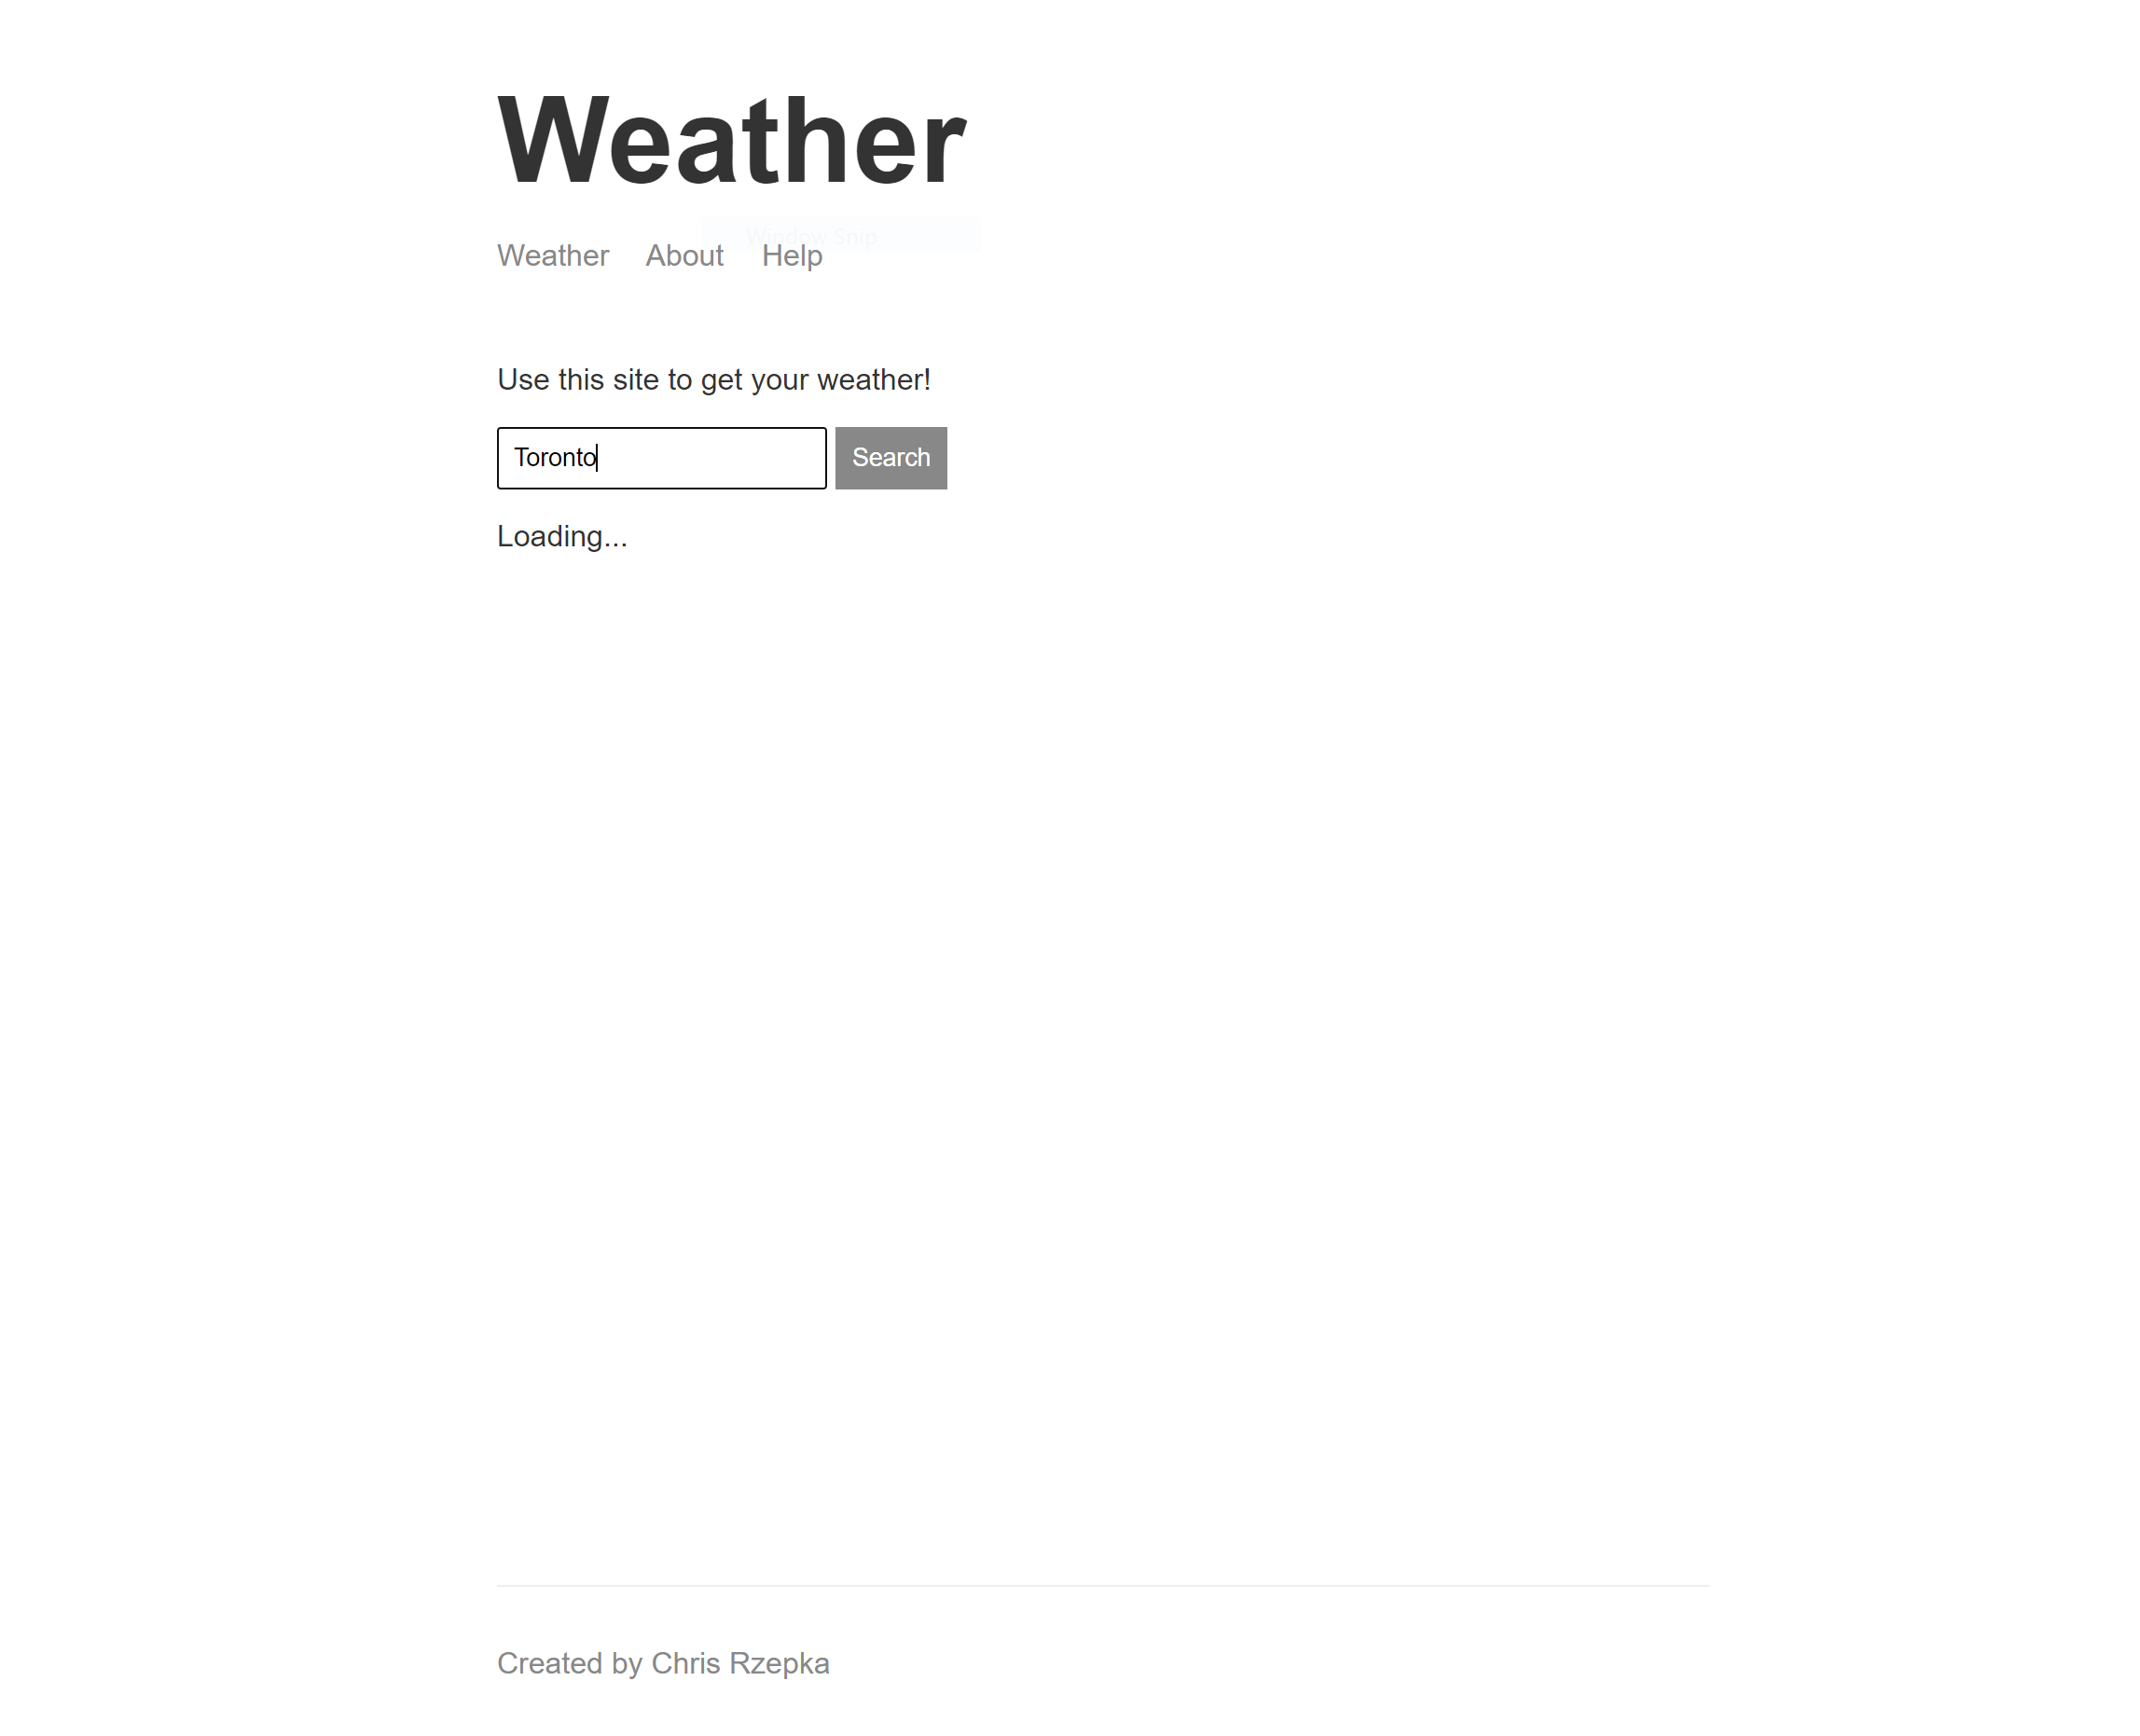 Weather
Window Snip
Weather About Help
Use this site to get your weather!
Toronto Search
Loading...
Created by Chris Rzepka